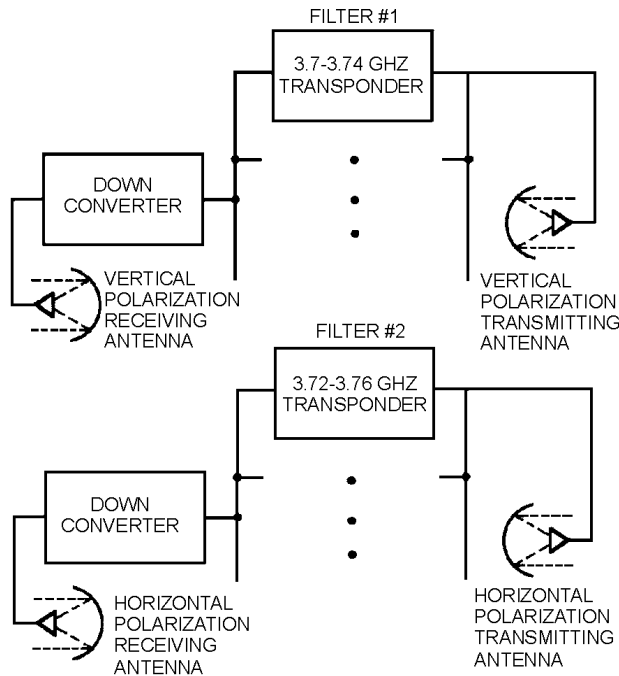 FILTER #1
3.7-3.74 GHZ
TRANSPONDER
DOWN
CONVERTER
VERTICAL
POLARIZATION
RECEIVING
ANTENNA
VERTICAL
POLARIZATION
TRANSMITTING
ANTENNA
FILTER #2
3.72-3.76 GHZ
TRANSPONDER
DOWN
CONVERTER
HORIZONTAL
POLARIZATION
RECEIVING
ANTENNA
HORIZONTAL
POLARIZATION
TRANSMITTING
ANTENNA